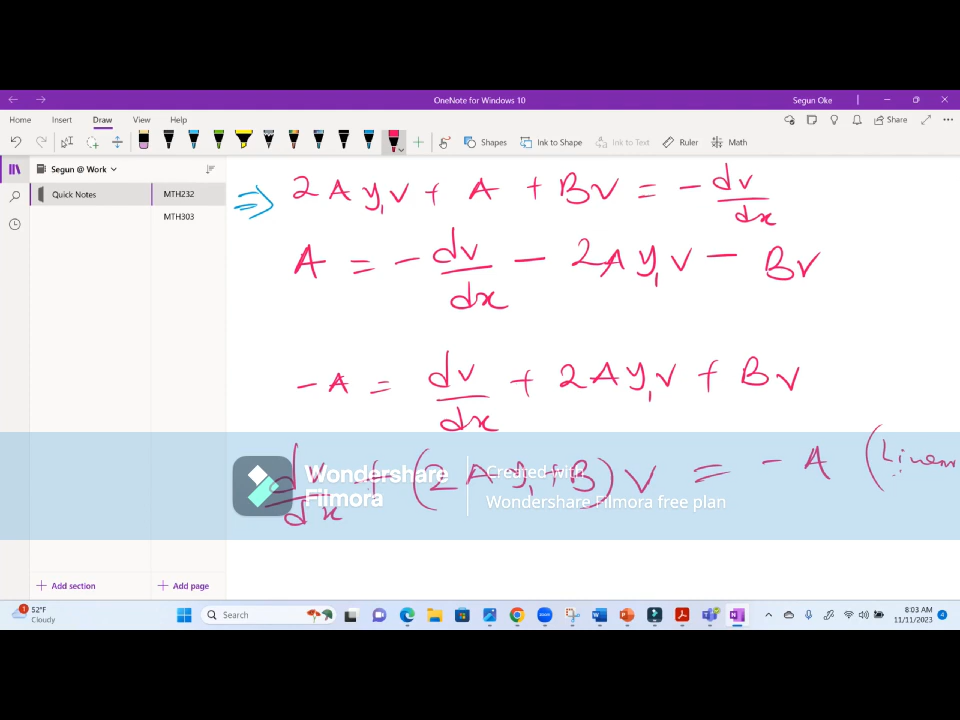 OneNote for Windows 10
Segun Oke
Home Insert Draw View Help
Share
Ink to Shape Ink to Text Ruler Math
Shapes
Segun @ Work
Quick Notes
MTH232
MTH303
⇒ 2Ay₁v + A + Bv = -dv/dx
A = -dv/dx - 2Ay₁v - Bv
-A = dv/dx + 2Ay₁v + Bv
dv/dx + (2Ay₁+B)v = -A (Linear
Wondershare
Filmora
Created with
Wondershare Filmora free plan
+ Add section
+ Add page
1
52°F
Cloudy
Search
8:03 AM
11/11/2023
4